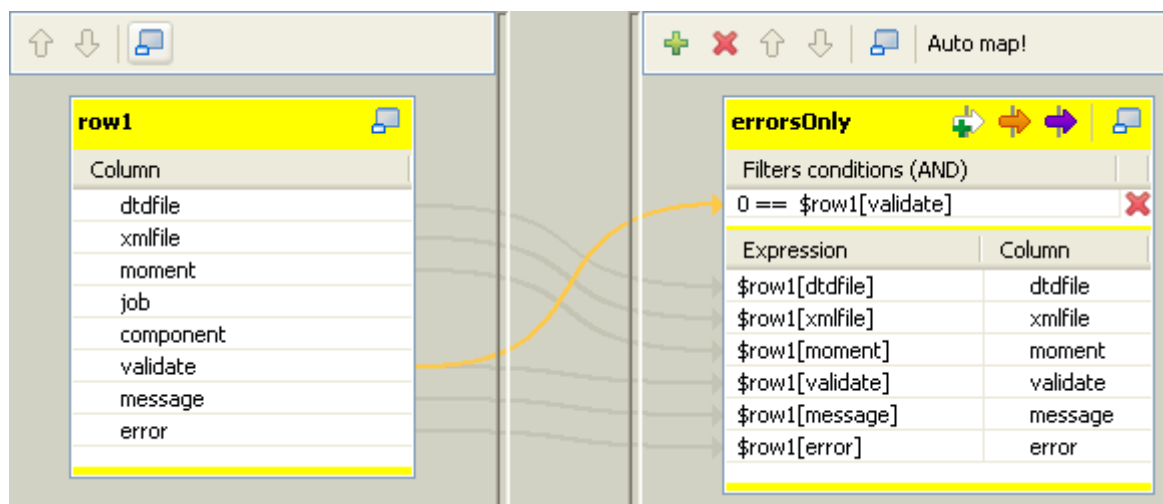 Auto map!
row1
Column
dtdfile
xmlfile
moment
job
component
validate
message
error
errorsOnly
Filters conditions (AND)
0 == $row1[validate]
Expression Column
$row1[dtdfile] dtdfile
$row1[xmlfile] xmlfile
$row1[moment] moment
$row1[validate] validate
$row1[message] message
$row1[error] error